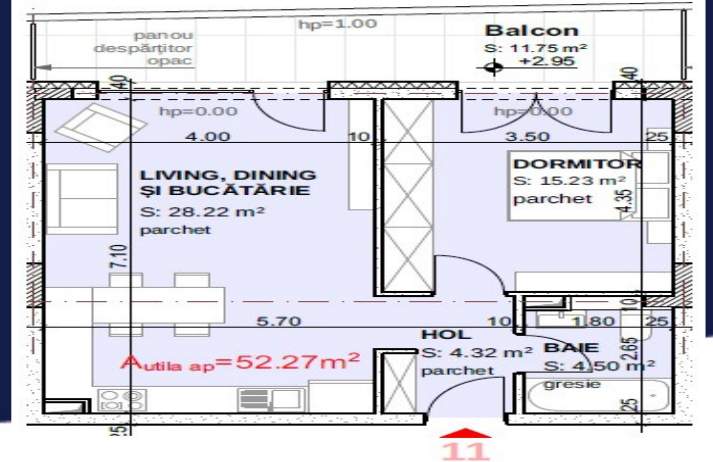 hp=1.00
panou
despărțitor
opac
Balcon
S: 11.75 m²
+2.95
40
40
hp=0.00
hp=0.00
4.00
10
3.50
25
LIVING, DINING
ȘI BUCĂTĂRIE
S: 28.22 m²
parchet
DORMITOR
S: 15.23 m²
parchet
4.35
7.10
5.70
10
1.80
25
10
HOL
S: 4.32 m²
parchet
BAIE
S: 4.50 m²
gresie
2.65
A utila ap=52.27m²
25
25
11